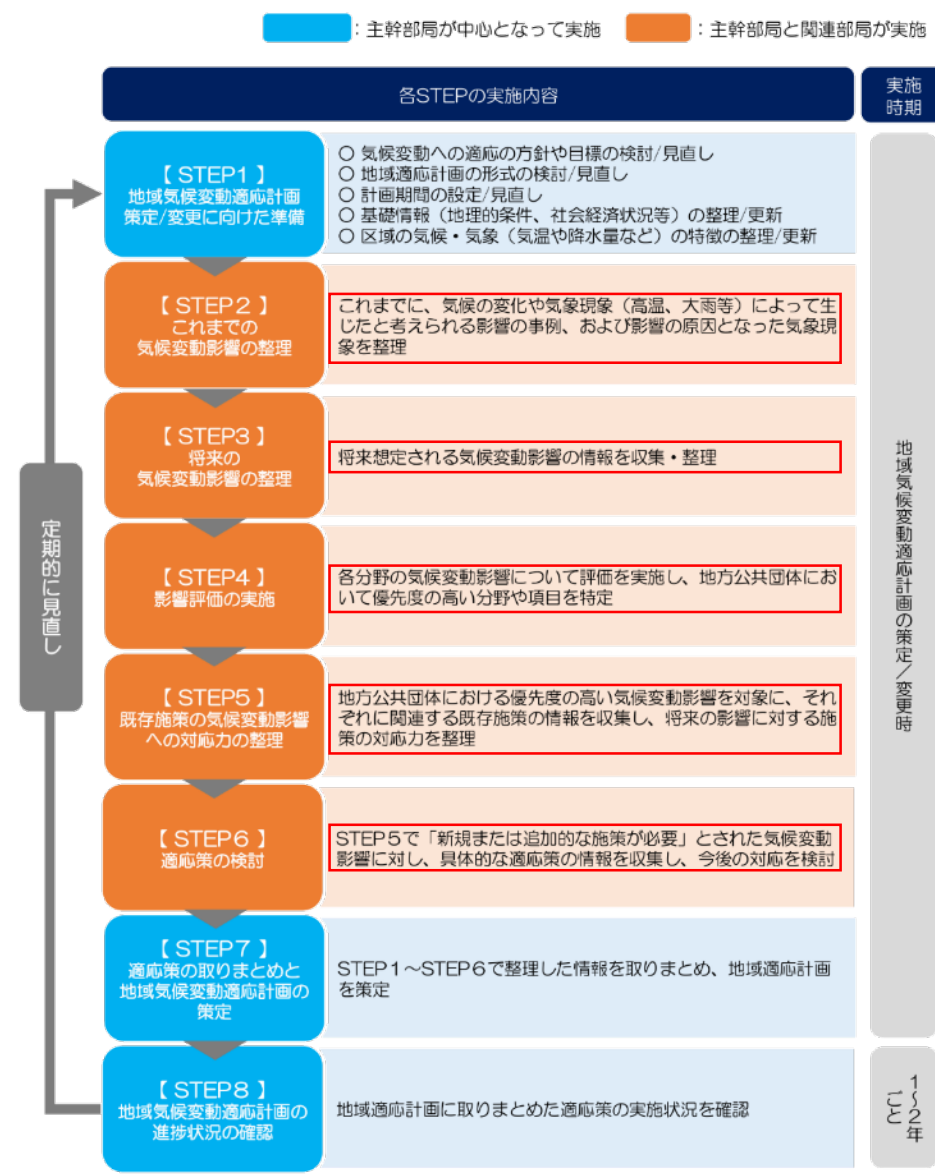 ：主幹部局が中心となって実施
：主幹部局と関連部局が実施
各STEPの実施内容
実施
時期
【 STEP1 】
地域気候変動適応計画
策定/変更に向けた準備
○ 気候変動への適応の方針や目標の検討/見直し
○ 地域適応計画の形式の検討/見直し
○ 計画期間の設定/見直し
○ 基礎情報（地理的条件、社会経済状況等）の整理/更新
○ 区域の気候・気象（気温や降水量など）の特徴の整理/更新
【 STEP2 】
これまでの
気候変動影響の整理
これまでに、気候の変化や気象現象（高温、大雨等）によって生
じたと考えられる影響の事例、および影響の原因となった気象現
象を整理
【 STEP3 】
将来の
気候変動影響の整理
将来想定される気候変動影響の情報を収集・整理
【 STEP4 】
影響評価の実施
各分野の気候変動影響について評価を実施し、地方公共団体にお
いて優先度の高い分野や項目を特定
【 STEP5 】
既存施策の気候変動影響
への対応力の整理
地方公共団体における優先度の高い気候変動影響を対象に、それ
ぞれに関連する既存施策の情報を収集し、将来の影響に対する施
策の対応力を整理
【 STEP6 】
適応策の検討
STEP5で「新規または追加的な施策が必要」とされた気候変動
影響に対し、具体的な適応策の情報を収集し、今後の対応を検討
【 STEP7 】
適応策の取りまとめと
地域気候変動適応計画の
策定
STEP1～STEP6で整理した情報を取りまとめ、地域適応計画
を策定
【 STEP8 】
地域気候変動適応計画の
進捗状況の確認
地域適応計画に取りまとめた適応策の実施状況を確認
定期的に見直し
地域気候変動適応計画の策定／変更時
1～2年
ごと